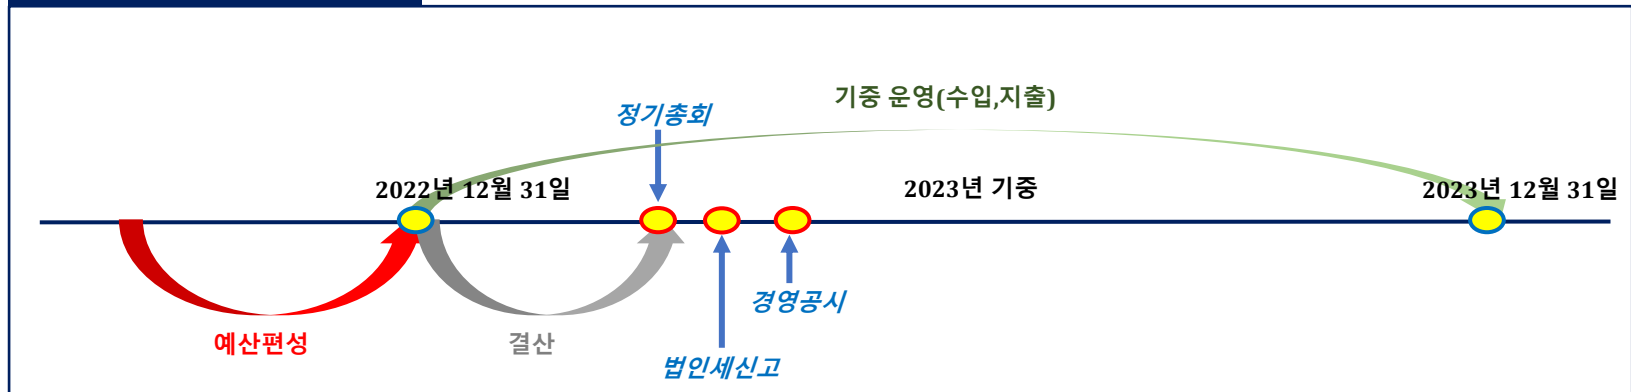 기중 운영(수입,지출)
정기총회
2022년 12월 31일
2023년 기중
2023년 12월 31일
경영공시
예산편성
결산
법인세신고